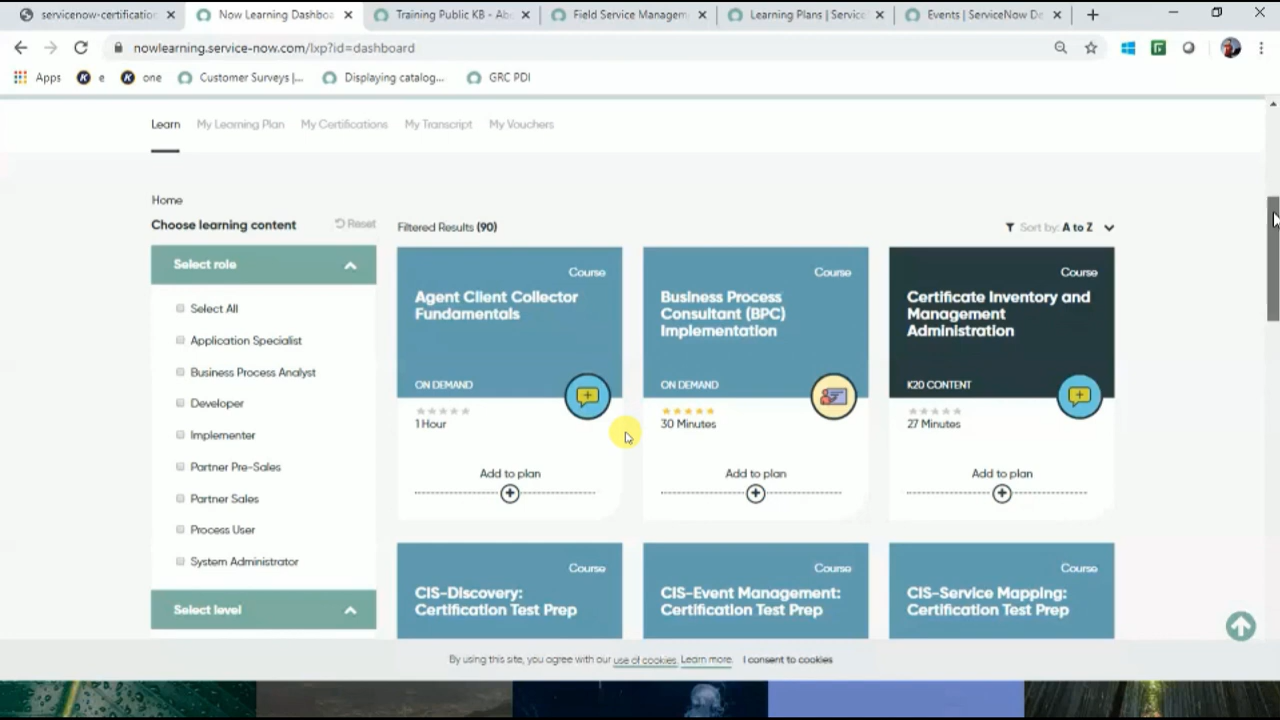 servicenow-certification
Now Learning Dashboa
Training Public KB - Ab
Field Service Managem
Learning Plans | Service
Events | ServiceNow De
nowlearning.service-now.com/lxp?id=dashboard
Apps
e
one
Customer Surveys |...
Displaying catalog...
GRC PDI
Learn
My Learning Plan
My Certifications
My Transcript
My Vouchers
Home
Choose learning content
Reset
Filtered Results (90)
Sort by: A to Z
Select role
Select All
Application Specialist
Business Process Analyst
Developer
Implementer
Partner Pre-Sales
Partner Sales
Process User
System Administrator
Select level
Course
Agent Client Collector
Fundamentals
ON DEMAND
1 Hour
Add to plan
Course
Business Process
Consultant (BPC)
Implementation
ON DEMAND
30 Minutes
Add to plan
Course
Certificate Inventory and
Management
Administration
K20 CONTENT
27 Minutes
Add to plan
Course
CIS-Discovery:
Certification Test Prep
Course
CIS-Event Management:
Certification Test Prep
Course
CIS-Service Mapping:
Certification Test Prep
By using this site, you agree with our use of cookies. Learn more. I consent to cookies